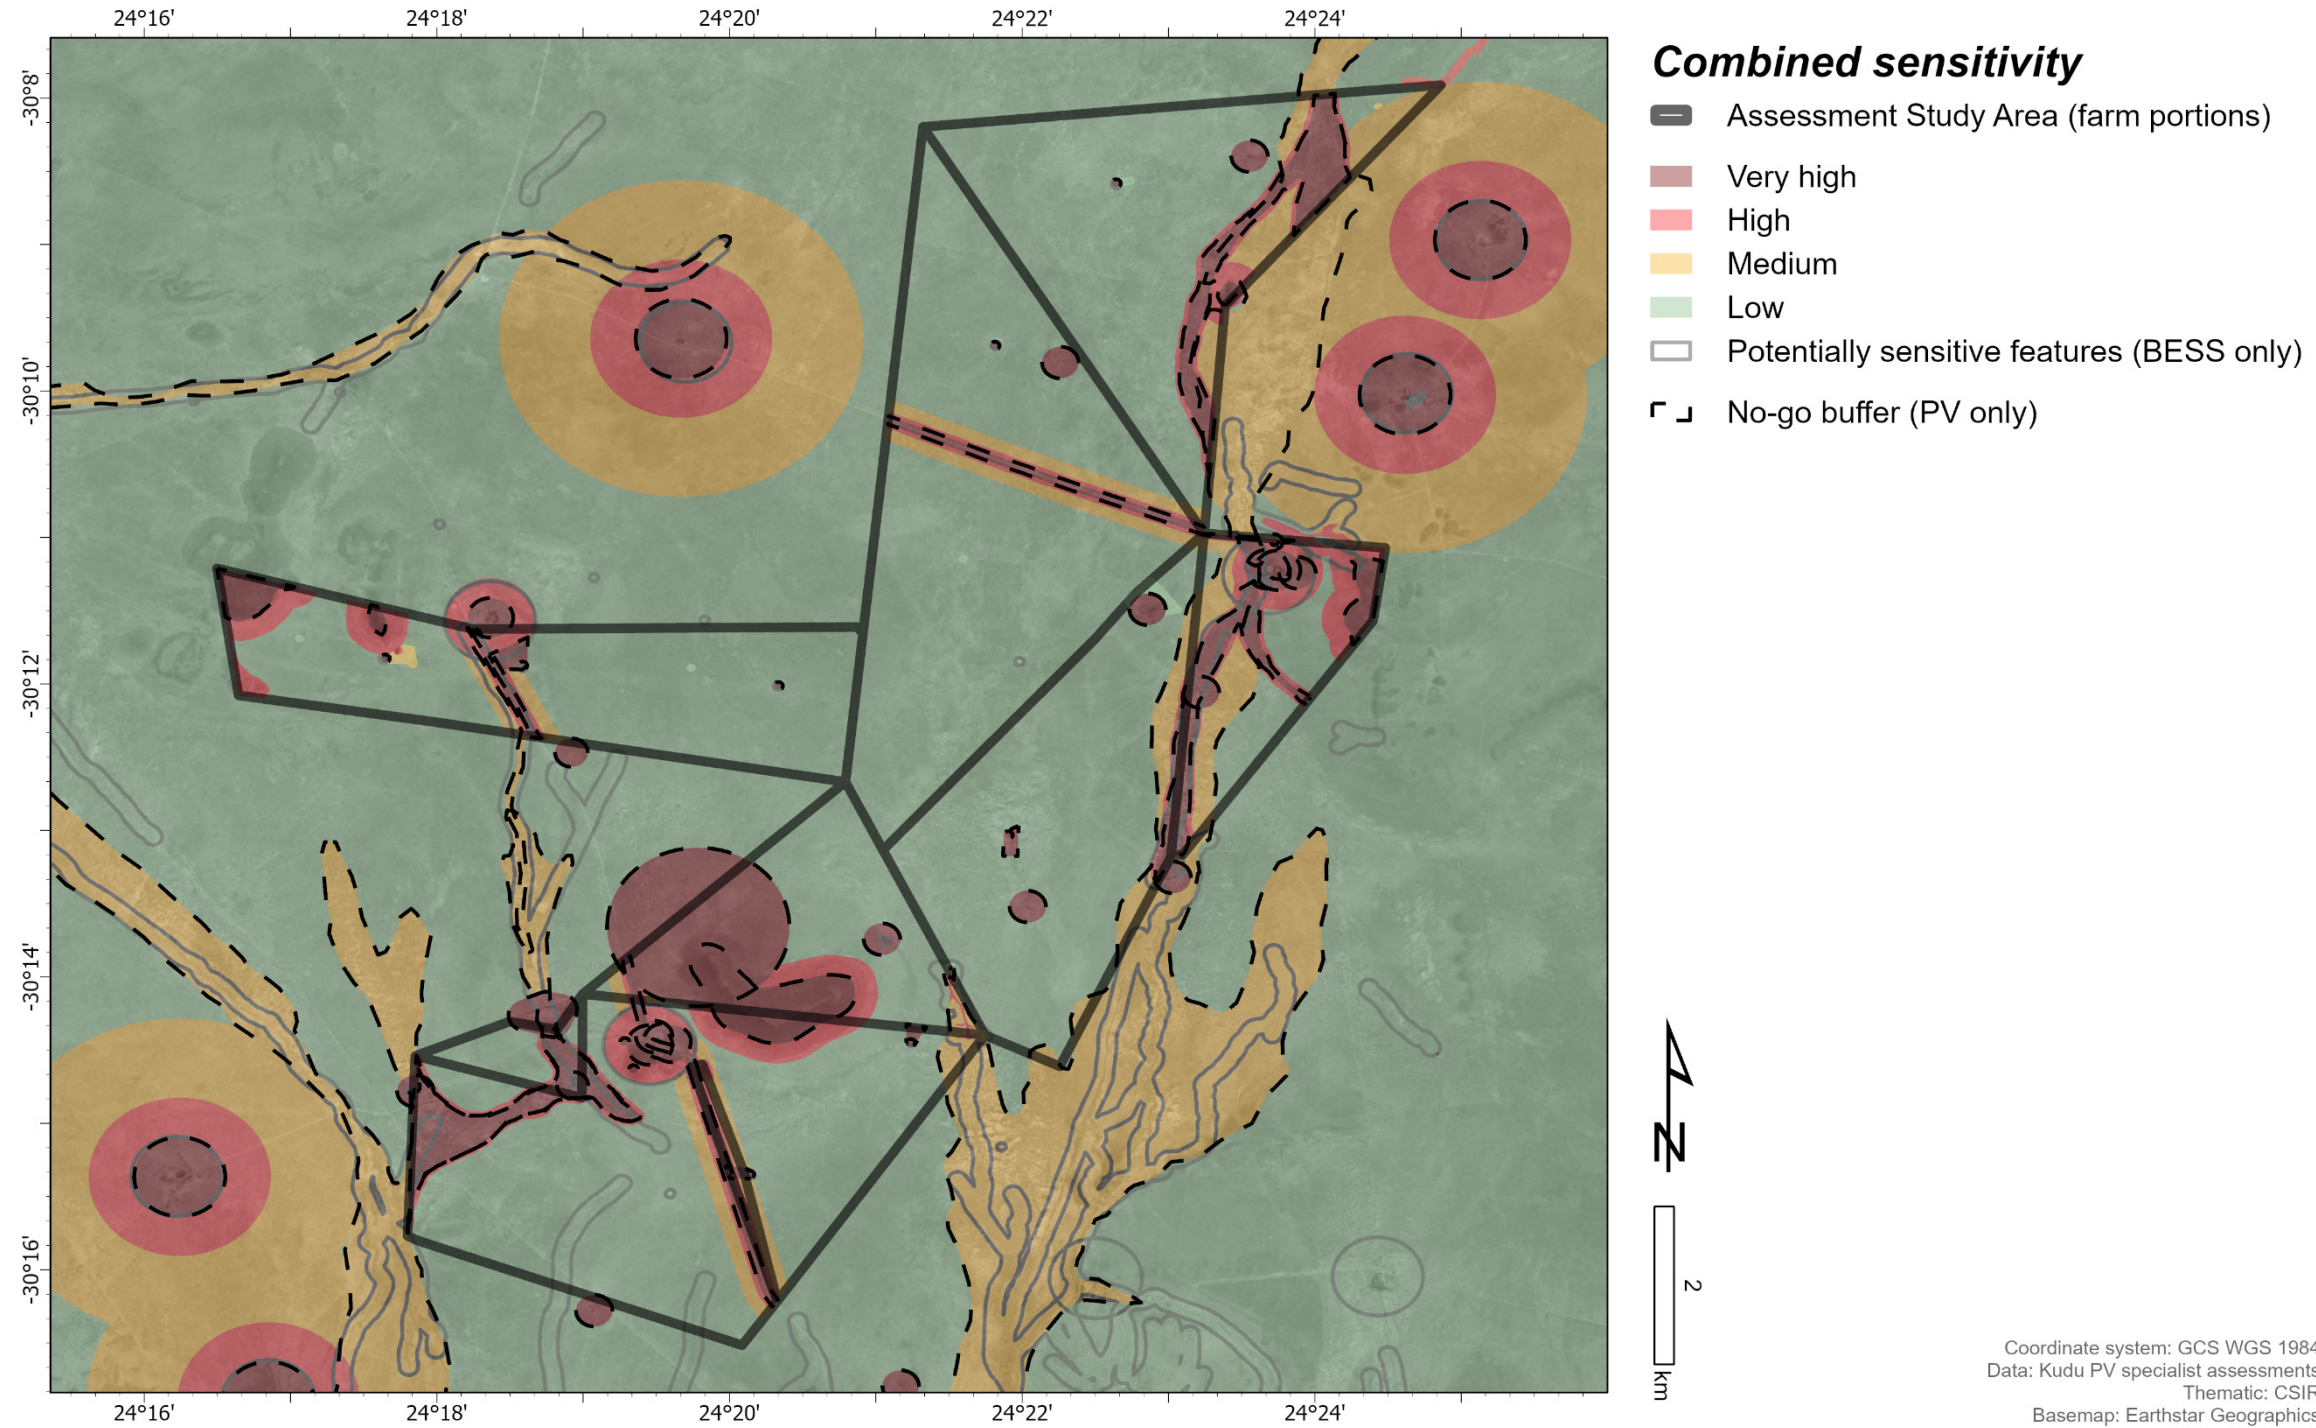 24°16' 24°18' 24°20' 24°22' 24°24'
-30°8'
-30°10'
-30°12'
-30°14'
-30°16'
24°16' 24°18' 24°20' 24°22' 24°24'
Combined sensitivity
Assessment Study Area (farm portions)
Very high
High
Medium
Low
Potentially sensitive features (BESS only)
No-go buffer (PV only)
N
2
km
Coordinate system: GCS WGS 1984
Data: Kudu PV specialist assessments
Thematic: CSIR
Basemap: Earthstar Geographics